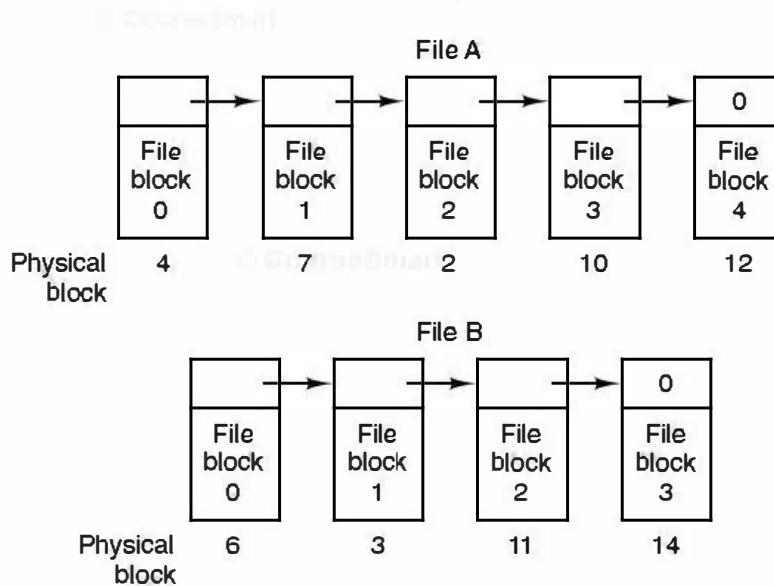 © CourseSmart
File A
0
File block 0
File block 1
File block 2
File block 3
File block 4
Physical block
4
7
2
10
12
© CourseSmart
File B
0
File block 0
File block 1
File block 2
File block 3
Physical block
6
3
11
14